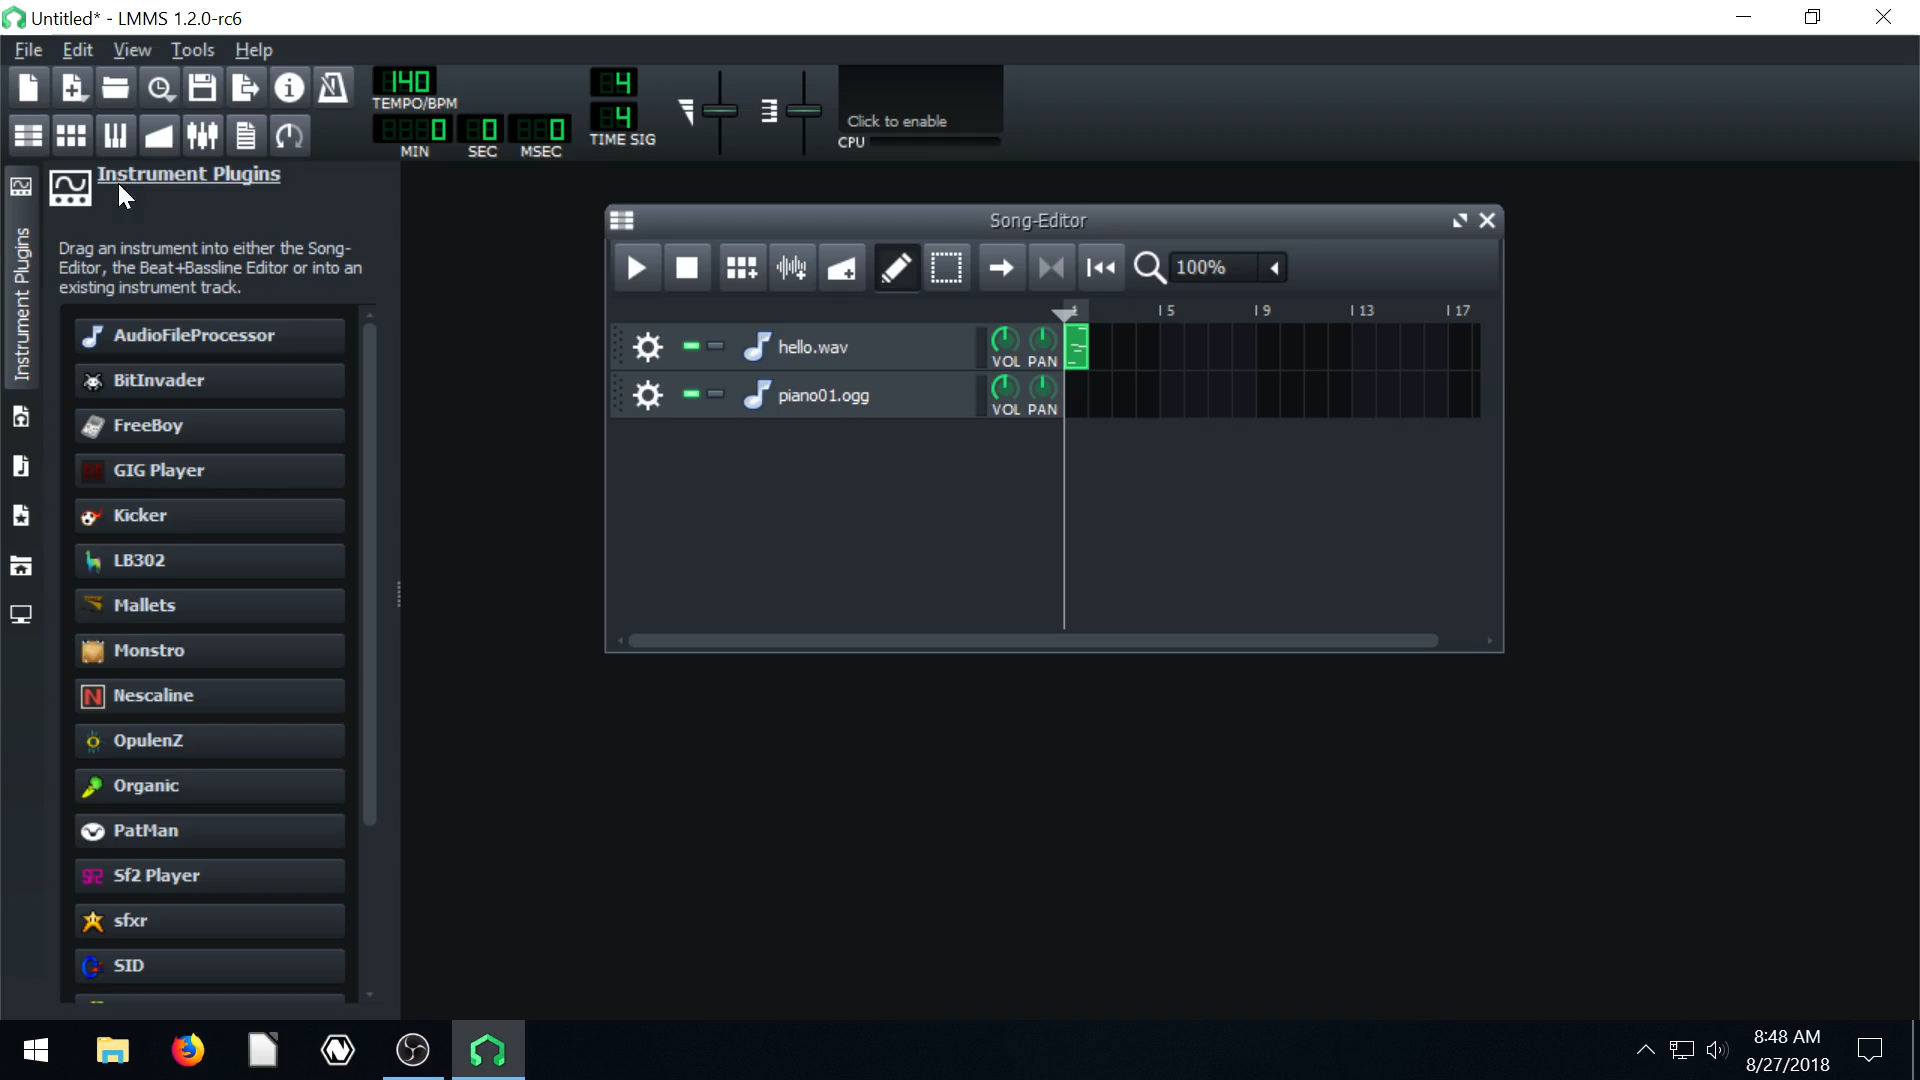 Untitled* - LMMS 1.2.0-rc6
File Edit View Tools Help
140
TEMPO/BPM
0 0 0
MIN SEC MSEC
4
4
TIME SIG
Click to enable
CPU
Instrument Plugins
Instrument Plugins
Drag an instrument into either the Song-
Editor, the Beat+Bassline Editor or into an
existing instrument track.
AudioFileProcessor
BitInvader
FreeBoy
GIG Player
Kicker
LB302
Mallets
Monstro
Nescaline
OpulenZ
Organic
PatMan
Sf2 Player
sfxr
SID
Song-Editor
100%
1 5 9 13 17
hello.wav VOL PAN
piano01.ogg VOL PAN
8:48 AM
8/27/2018